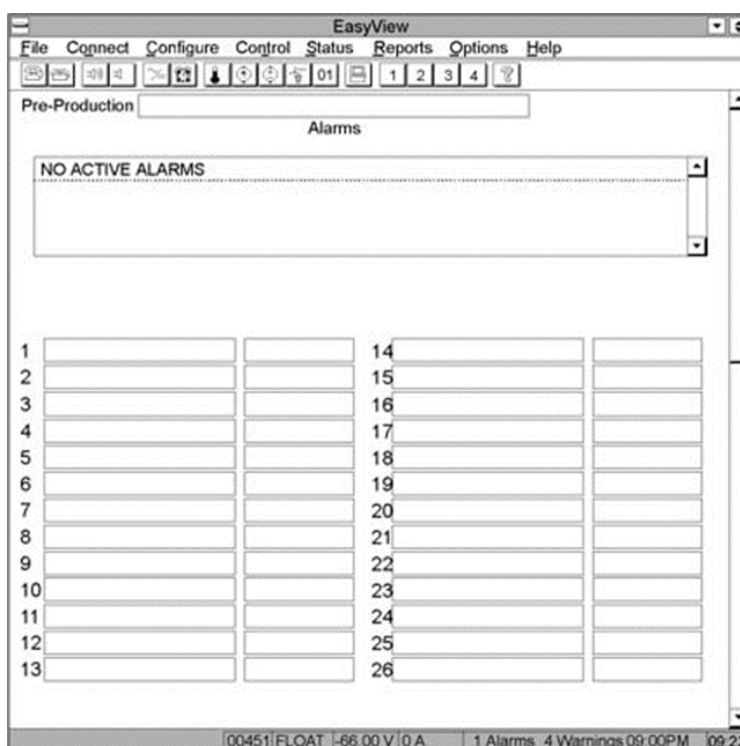 EasyView
File Connect Configure Control Status Reports Options Help
01 1 2 3 4 ?
Pre-Production
Alarms
NO ACTIVE ALARMS
1 14
2 15
3 16
4 17
5 18
6 19
7 20
8 21
9 22
10 23
11 24
12 25
13 26
00451 FLOAT -66.00 V 0 A 1 Alarms 4 Warnings 09:00PM